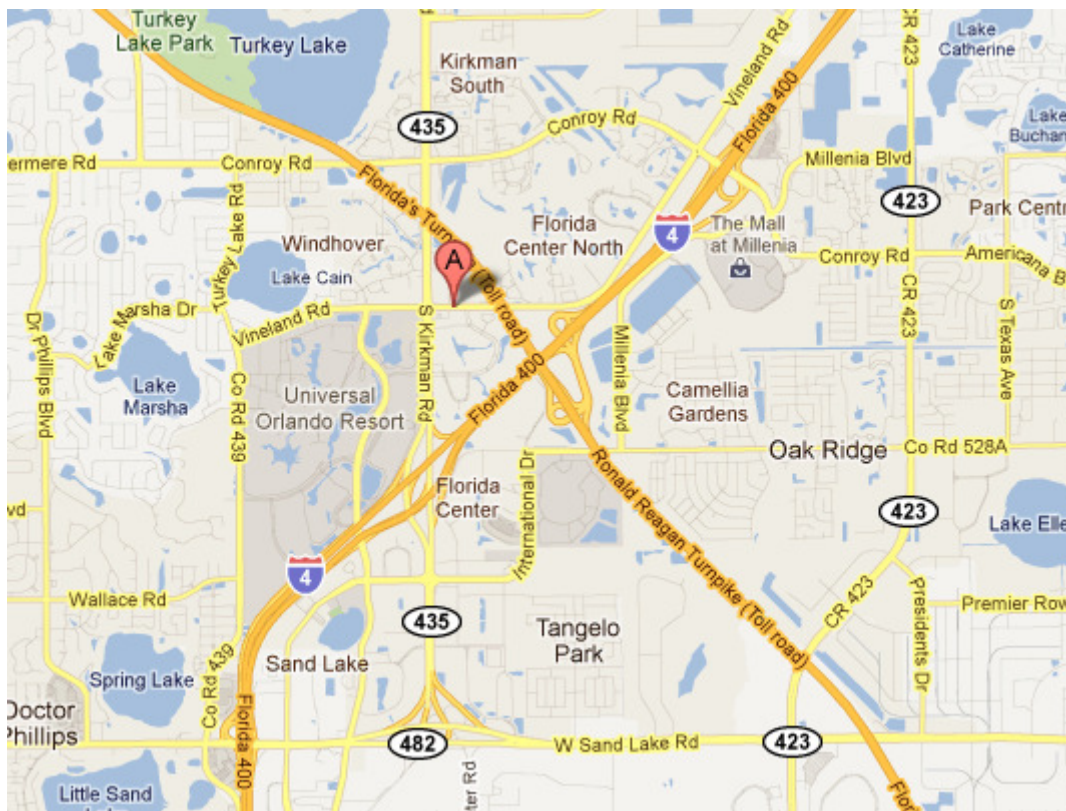 Turkey
Lake Park
Turkey Lake
Kirkman
South
435
Conroy Rd
Vineland Rd
Florida 400
CR 423
Lake
Catherine
Lake
Buchan
ermere Rd
Conroy Rd
Millenia Blvd
423
Park Centr
Florida's Turnp
(Toll road)
Windhover
Turkey Lake Rd
Lake Cain
Florida
Center North
4
The Mall
at Millenia
Conroy Rd
Americana B
A
Lake Marsha Dr
Vineland Rd
S Kirkman Rd
Dr Phillips Blvd
Lake
Marsha
Co Rd 439
Universal
Orlando Resort
Florida 400
Millenia Blvd
Camellia
Gardens
CR 423
S Texas Ave
Oak Ridge
Co Rd 528A
Florida
Center
International Dr
Ronald Reagan Turnpike (Toll road)
423
Lake Elle
lvd
4
Wallace Rd
435
Tangelo
Park
CR 423
Presidents Dr
Premier Row
Sand Lake
Spring Lake
Co Rd 439
Florida 400
Doctor
Phillips
482
W Sand Lake Rd
423
ter Rd
Little Sand
Fla